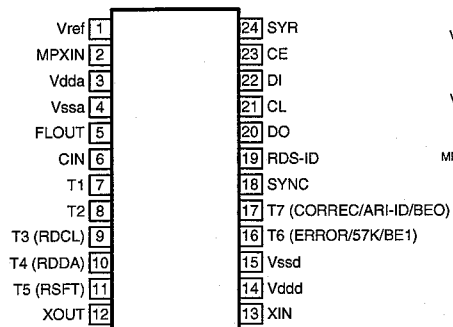 Vref 1
MPXIN 2
Vdda 3
Vssa 4
FLOUT 5
CIN 6
T1 7
T2 8
T3 (RDCL) 9
T4 (RDDA) 10
T5 (RSFT) 11
XOUT 12
24 SYR
23 CE
22 DI
21 CL
20 DO
19 RDS-ID
18 SYNC
17 T7 (CORREC/ARI-ID/BEO)
16 T6 (ERROR/57K/BE1)
15 Vssd
14 Vddd
13 XIN